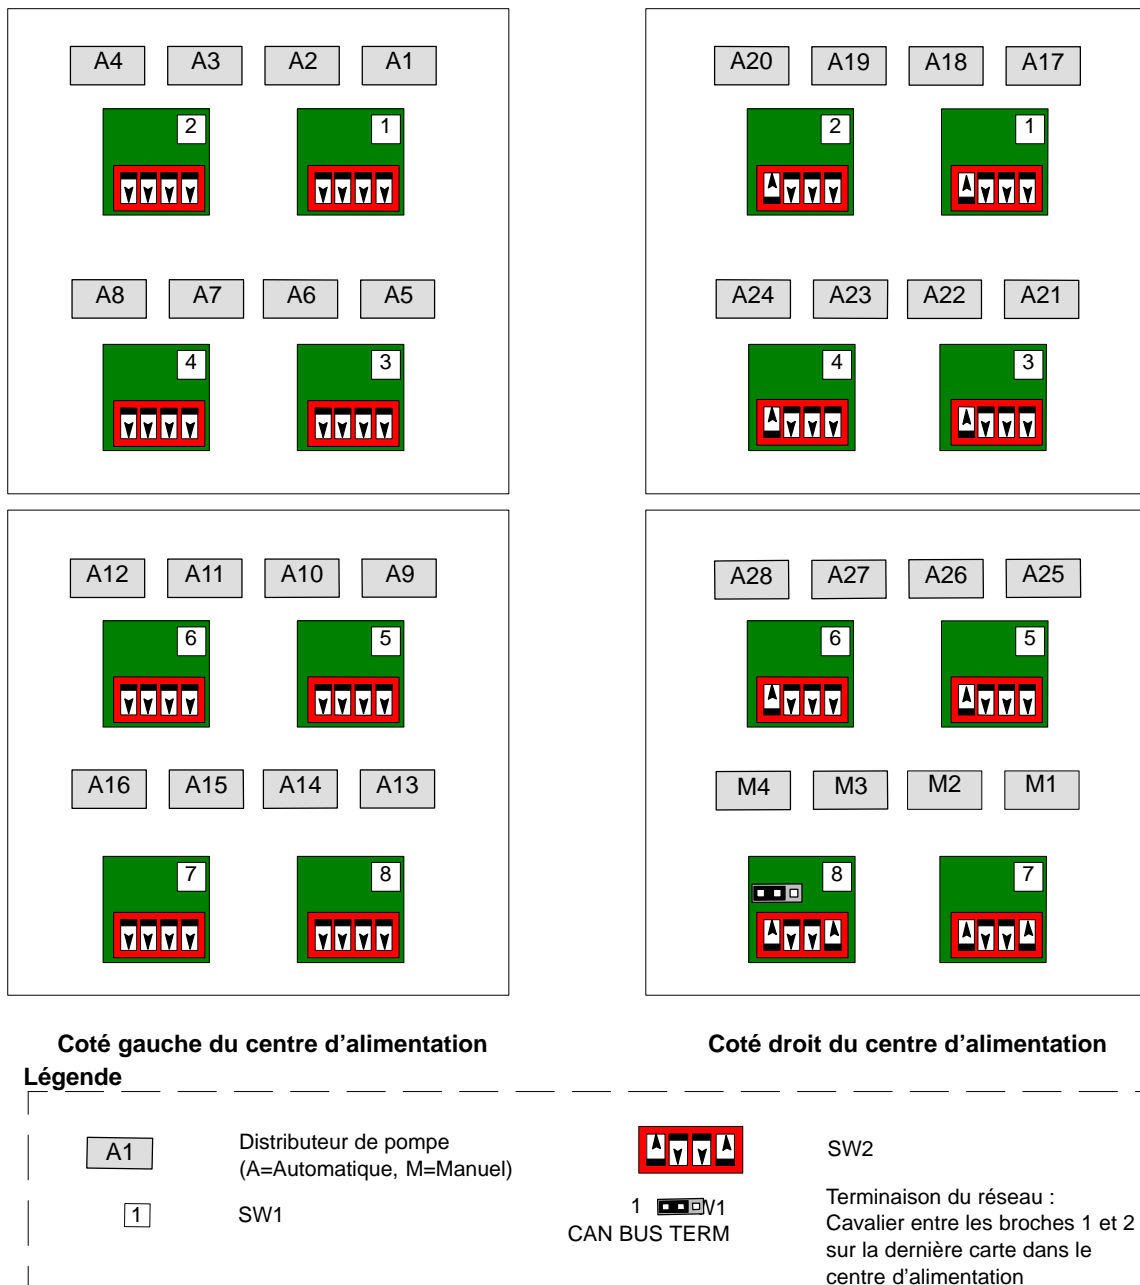 A4 A3 A2 A1
2 1
A8 A7 A6 A5
4 3
A12 A11 A10 A9
6 5
A16 A15 A14 A13
7 8
Coté gauche du centre d'alimentation
A20 A19 A18 A17
2 1
A24 A23 A22 A21
4 3
A28 A27 A26 A25
6 5
M4 M3 M2 M1
8 7
Coté droit du centre d'alimentation
Légende
A1
Distributeur de pompe
(A=Automatique, M=Manuel)
1
SW1
SW2
1 W1
CAN BUS TERM
Terminaison du réseau :
Cavalier entre les broches 1 et 2
sur la dernière carte dans le
centre d'alimentation